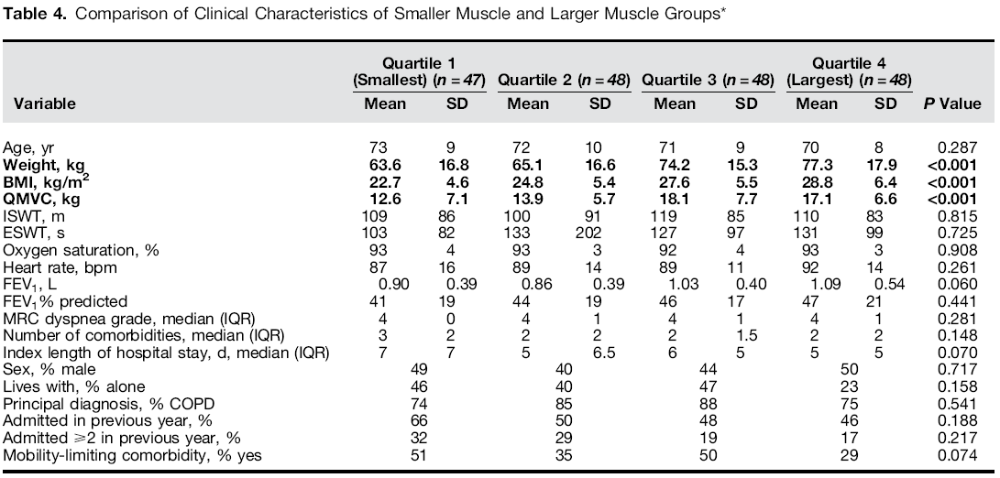 Table 4. Comparison of Clinical Characteristics of Smaller Muscle and Larger Muscle Groups*
Quartile 1 Quartile 4
(Smallest) (n = 47) Quartile 2 (n = 48) Quartile 3 (n = 48) (Largest) (n = 48)
Variable Mean SD Mean SD Mean SD Mean SD P Value
Age, yr 73 9 72 10 71 9 70 8 0.287
Weight, kg 63.6 16.8 65.1 16.6 74.2 15.3 77.3 17.9 <0.001
BMI, kg/m² 22.7 4.6 24.8 5.4 27.6 5.5 28.8 6.4 <0.001
QMVC, kg 12.6 7.1 13.9 5.7 18.1 7.7 17.1 6.6 <0.001
ISWT, m 109 86 100 91 119 85 110 83 0.815
ESWT, s 103 82 133 202 127 97 131 99 0.725
Oxygen saturation, % 93 4 93 3 92 4 93 3 0.908
Heart rate, bpm 87 16 89 14 89 11 92 14 0.261
FEV₁, L 0.90 0.39 0.86 0.39 1.03 0.40 1.09 0.54 0.060
FEV₁% predicted 41 19 44 19 46 17 47 21 0.441
MRC dyspnea grade, median (IQR) 4 0 4 1 4 1 4 1 0.281
Number of comorbidities, median (IQR) 3 2 2 2 2 1.5 2 2 0.148
Index length of hospital stay, d, median (IQR) 7 7 5 6.5 6 5 5 5 0.070
Sex, % male 49 40 44 50 0.717
Lives with, % alone 46 40 47 23 0.158
Principal diagnosis, % COPD 74 85 88 75 0.541
Admitted in previous year, % 66 50 48 46 0.188
Admitted ⩾2 in previous year, % 32 29 19 17 0.217
Mobility-limiting comorbidity, % yes 51 35 50 29 0.074